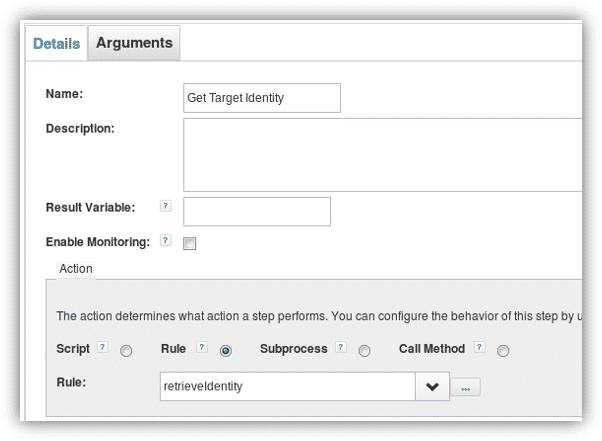 Details Arguments
Name: Get Target Identity
Description:
Result Variable: ?
Enable Monitoring: ?
Action
The action determines what action a step performs. You can configure the behavior of this step by u
Script ? Rule ? Subprocess ? Call Method ?
Rule: retrieveIdentity ...